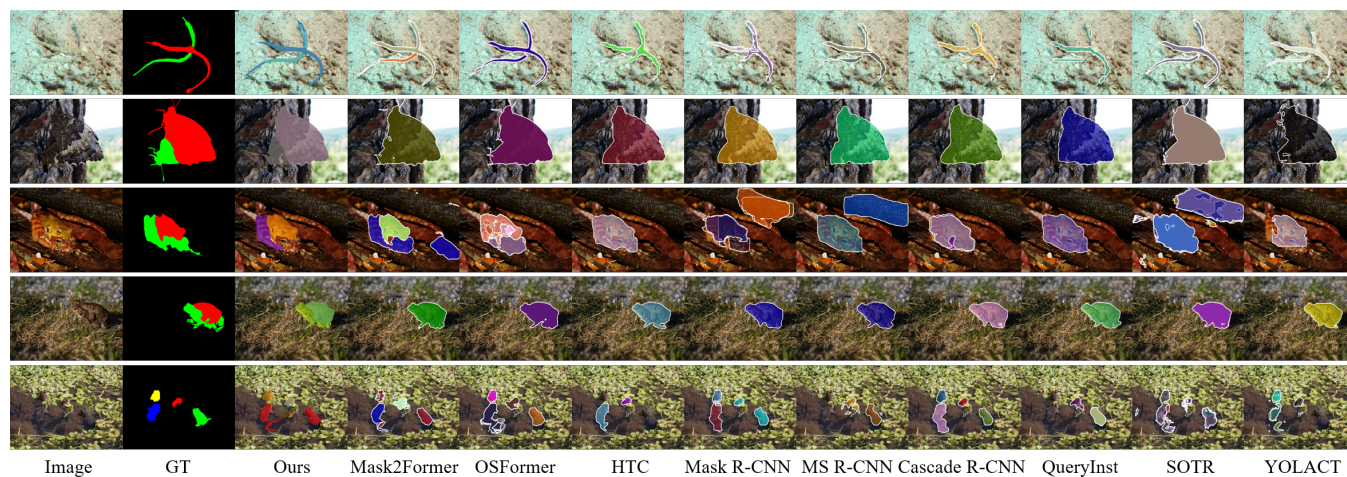 Image GT Ours Mask2Former OSFormer HTC Mask R-CNN MS R-CNN Cascade R-CNN QueryInst SOTR YOLACT